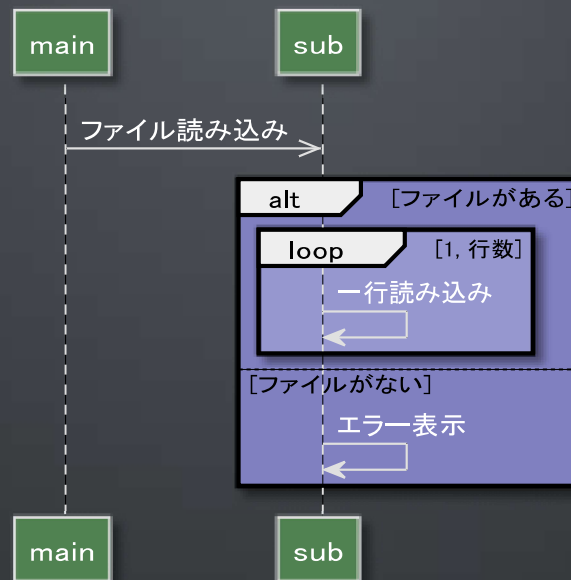 main
sub
ファイル読み込み
alt
[ファイルがある]
loop
[1, 行数]
一行読み込み
[ファイルがない]
エラー表示
main
sub